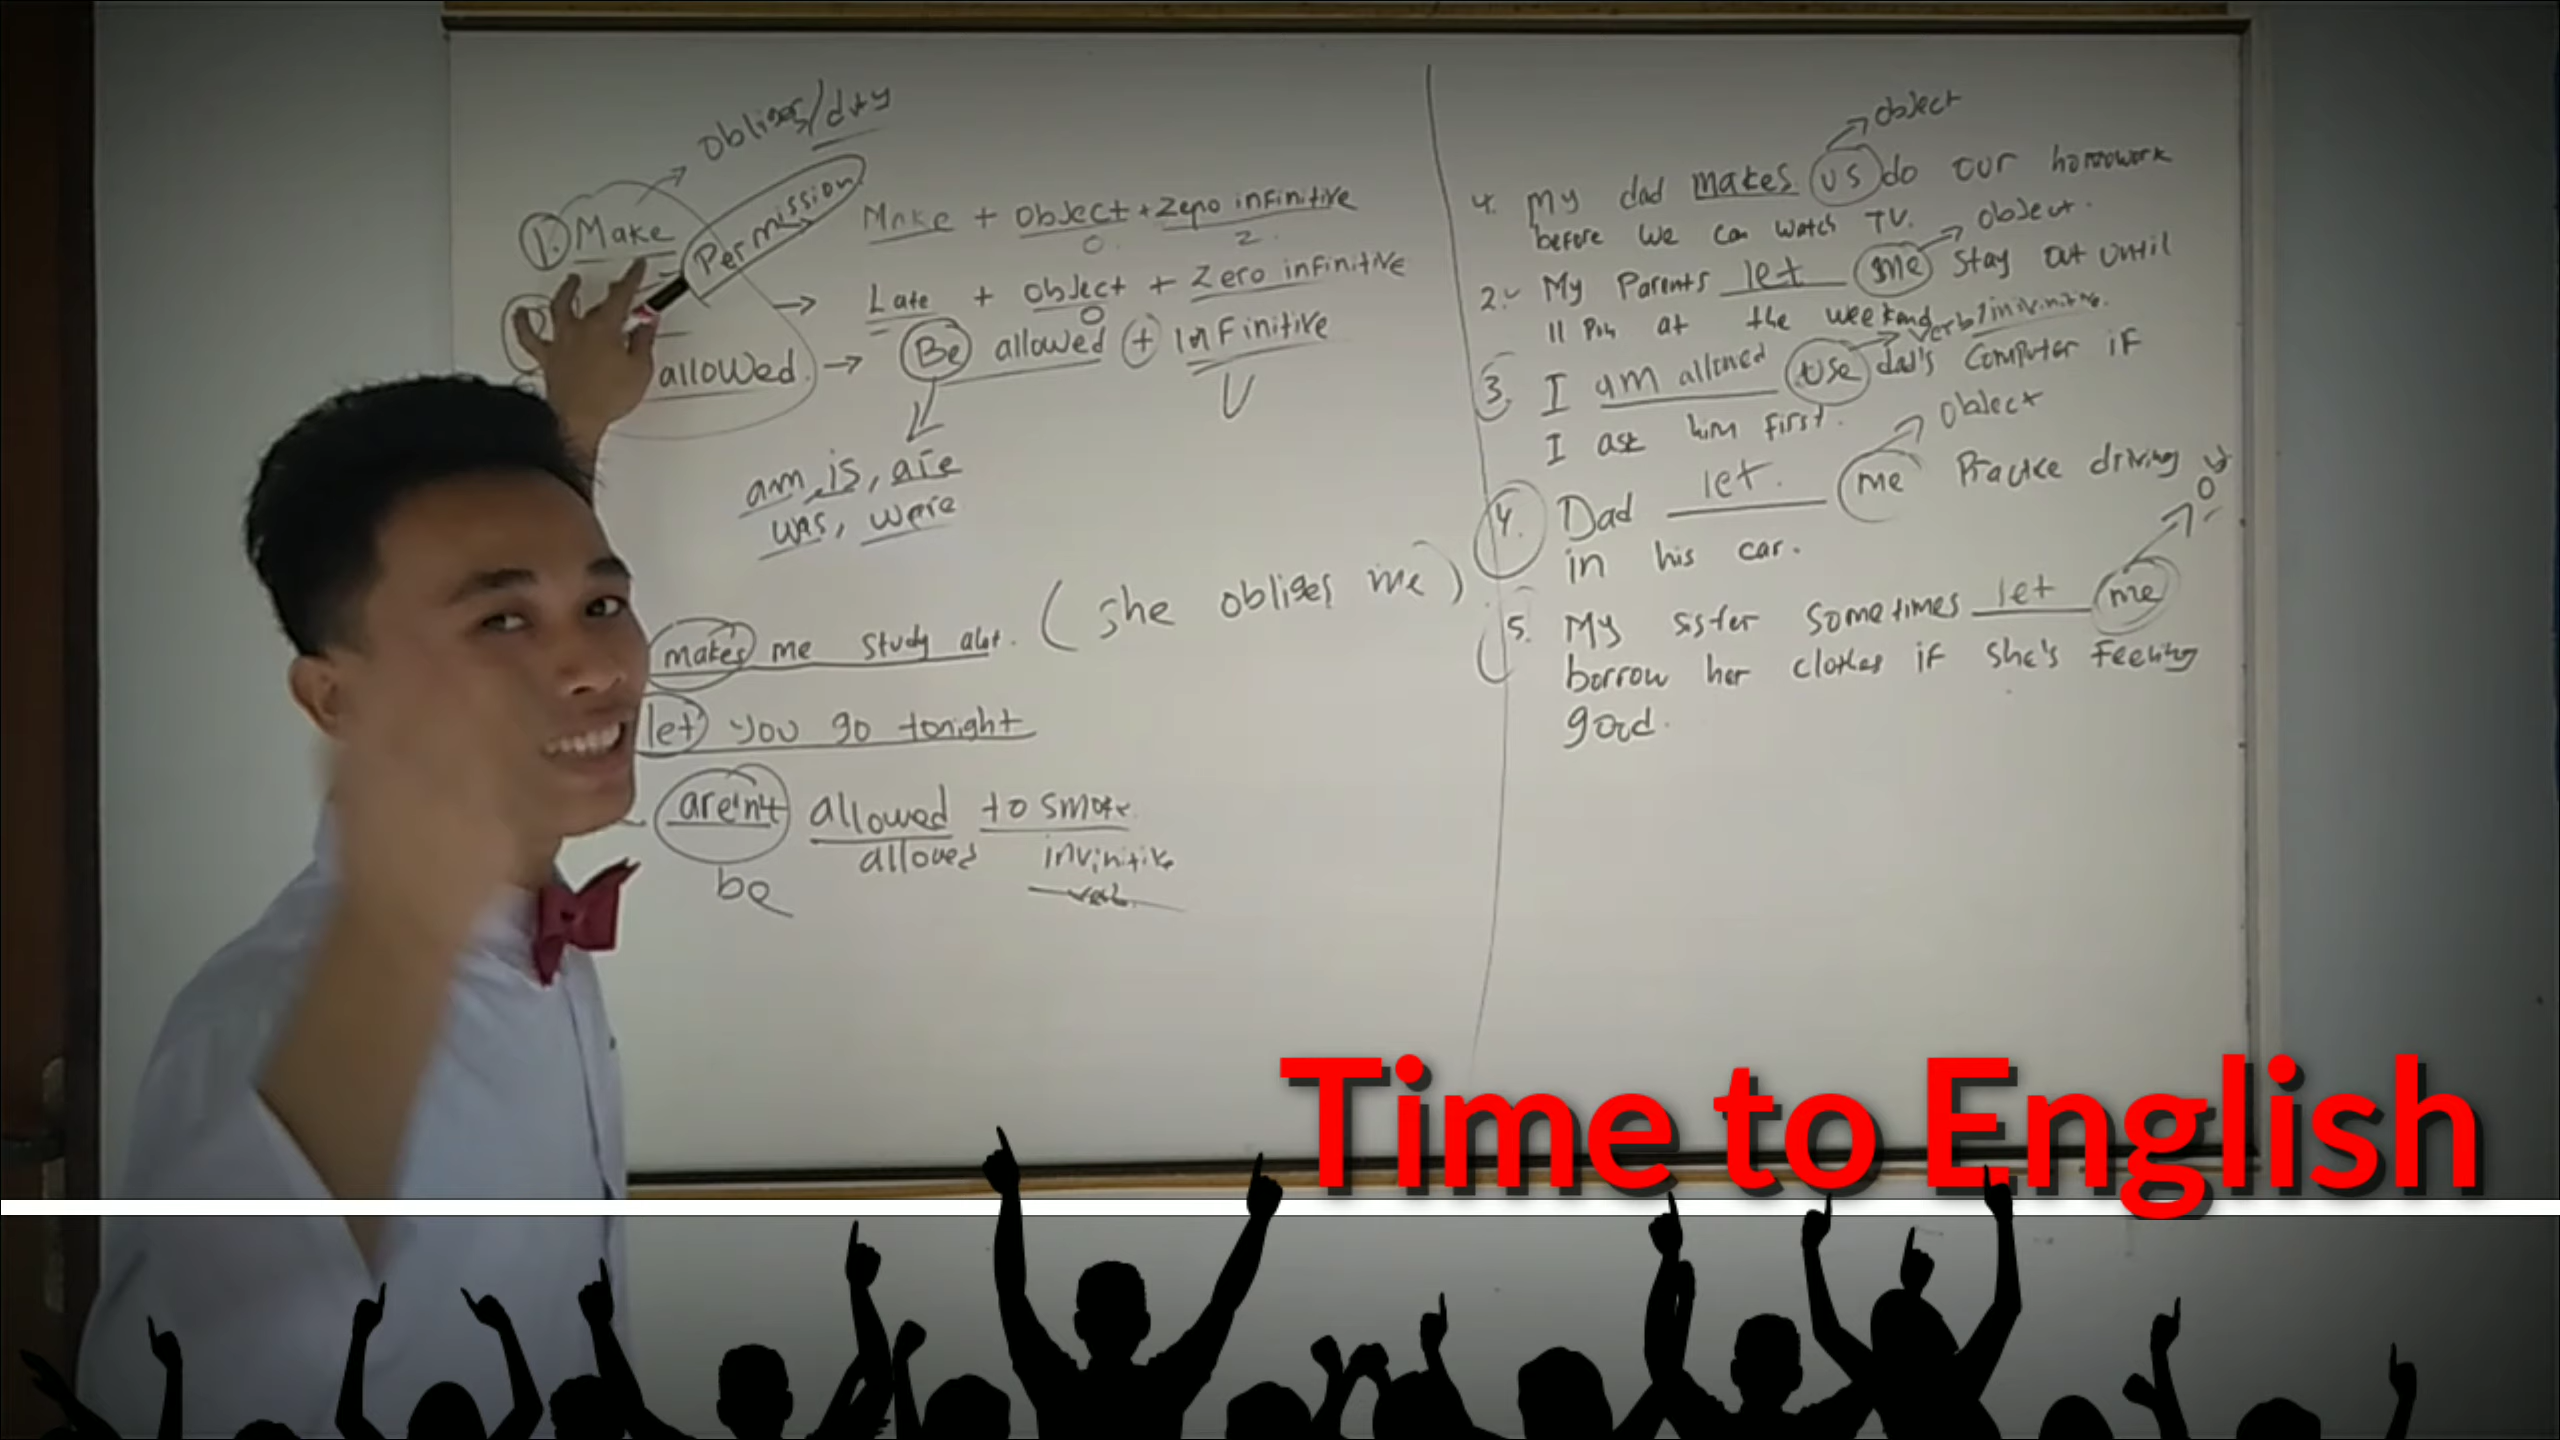 obliges/duty
Permission
1. Make
Make + object + Zero infinitive
O 2
Late + object + Zero infinitive
O
allowed → Be allowed + Infinitive
V
am, is, are
was, were
makes me study alot. (she obliges me)
let you go tonight
aren't allowed to smoke
be allowed invinitive
object
4. My dad makes us do our homework
before we can watch TV.
object.
2. My Parents let me stay out until
11 Pm at the weekend
verb/invinitive.
3. I am allowed use dad's Computer if
I ask him first.
object
4. Dad let. me Practice driving
in his car.
O
5. My sister sometimes let me
borrow her clothes if she's feeling
good.
Time to English